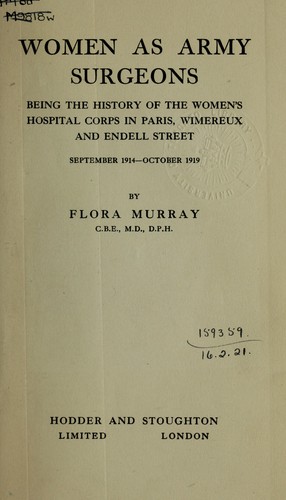 WOMEN AS ARMY
SURGEONS
BEING THE HISTORY OF THE WOMEN'S
HOSPITAL CORPS IN PARIS, WIMEREUX
AND ENDELL STREET
SEPTEMBER 1914—OCTOBER 1919
BY
FLORA MURRAY
C.B.E., M.D., D.P.H.
159359
16.2.21.
HODDER AND STOUGHTON
LIMITED LONDON